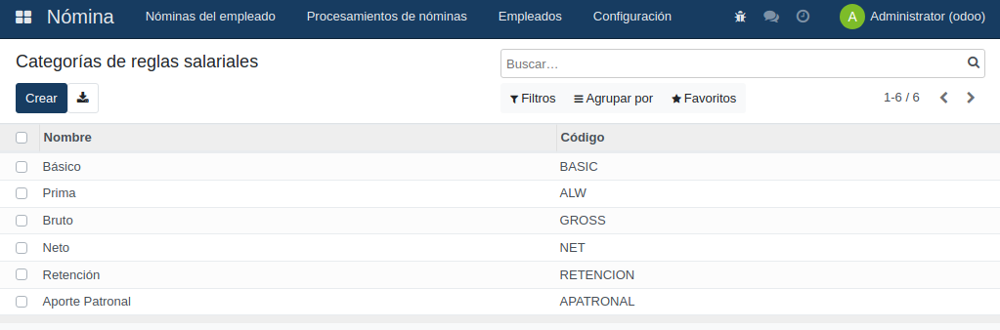 Nómina Nóminas del empleado Procesamientos de nóminas Empleados Configuración A Administrator (odoo)
Categorías de reglas salariales Buscar...
Crear Filtros Agrupar por Favoritos 1-6 / 6
Nombre Código
Básico BASIC
Prima ALW
Bruto GROSS
Neto NET
Retención RETENCION
Aporte Patronal APATRONAL